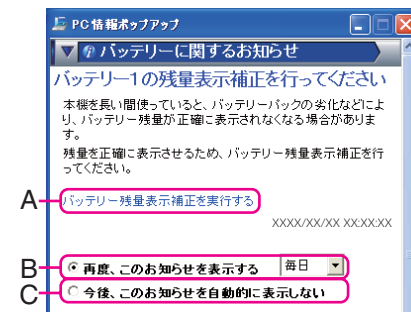 PC情報ポップアップ
バッテリーに関するお知らせ
バッテリー1の残量表示補正を行ってください
本機を長い間使っていると、バッテリーパックの劣化などによ
り、バッテリー残量が正確に表示されなくなる場合がありま
す。
残量を正確に表示させるため、バッテリー残量表示補正を行
ってください。
A
バッテリー残量表示補正を実行する
XXXX/XX/XX XX:XX:XX
B
再度、このお知らせを表示する 毎日
C
今後、このお知らせを自動的に表示しない